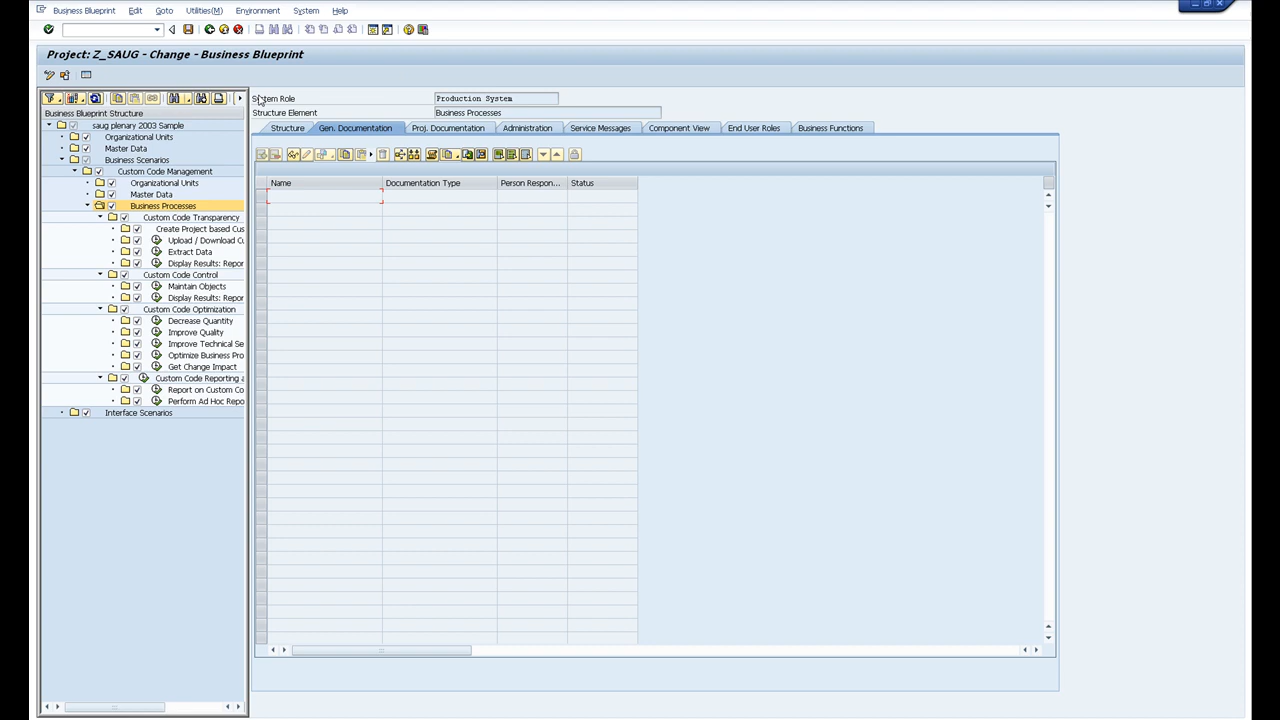 Business Blueprint Edit Goto Utilities(M) Environment System Help
Project: Z_SAUG - Change - Business Blueprint
System Role Production System
Structure Element Business Processes
Structure Gen. Documentation Proj. Documentation Administration Service Messages Component View End User Roles Business Functions
Business Blueprint Structure
saug plenary 2003 Sample
Organizational Units
Master Data
Business Scenarios
Custom Code Management
Organizational Units
Master Data
Business Processes
Custom Code Transparency
Create Project based Cus
Upload / Download Cu
Extract Data
Display Results: Repor
Custom Code Control
Maintain Objects
Display Results: Repor
Custom Code Optimization
Decrease Quantity
Improve Quality
Improve Technical Se
Optimize Business Pro
Get Change Impact
Custom Code Reporting a
Report on Custom Co
Perform Ad Hoc Repo
Interface Scenarios
Name Documentation Type Person Respon... Status